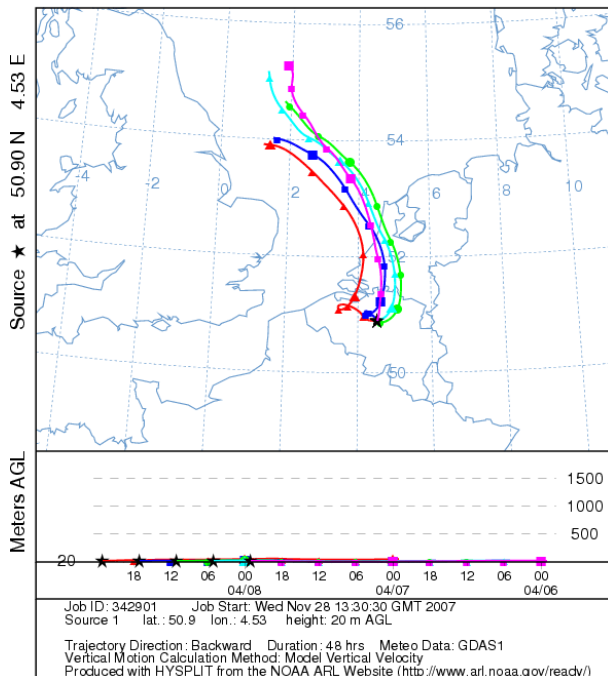 Source ★ at 50.90 N 4.53 E
56
54
-4
-2
2
4
6
8
10
52
50
Meters AGL
1500
1000
500
20
18 12 06 00 18 12 06 00 18 12 06 00
04/08 04/07 04/06
Job ID: 342901 Job Start: Wed Nov 28 13:30:30 GMT 2007
Source 1 lat.: 50.9 lon.: 4.53 height: 20 m AGL
Trajectory Direction: Backward Duration: 48 hrs Meteo Data: GDAS1
Vertical Motion Calculation Method: Model Vertical Velocity
Produced with HYSPLIT from the NOAA ARL Website (http://www.arl.noaa.gov/ready/)